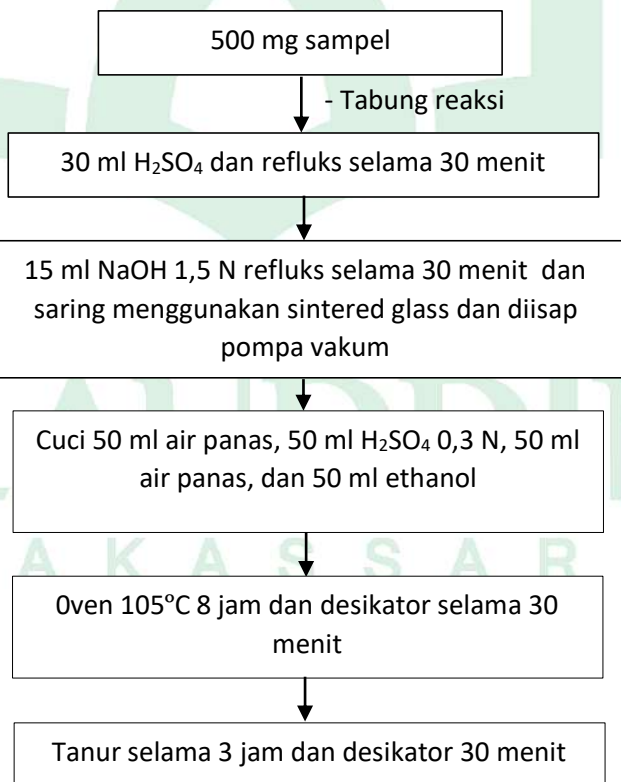 500 mg sampel
- Tabung reaksi
30 ml H₂SO₄ dan refluks selama 30 menit
15 ml NaOH 1,5 N refluks selama 30 menit dan
saring menggunakan sintered glass dan diisap
pompa vakum
Cuci 50 ml air panas, 50 ml H₂SO₄ 0,3 N, 50 ml
air panas, dan 50 ml ethanol
A K A S S A R
0ven 105°C 8 jam dan desikator selama 30
menit
Tanur selama 3 jam dan desikator 30 menit